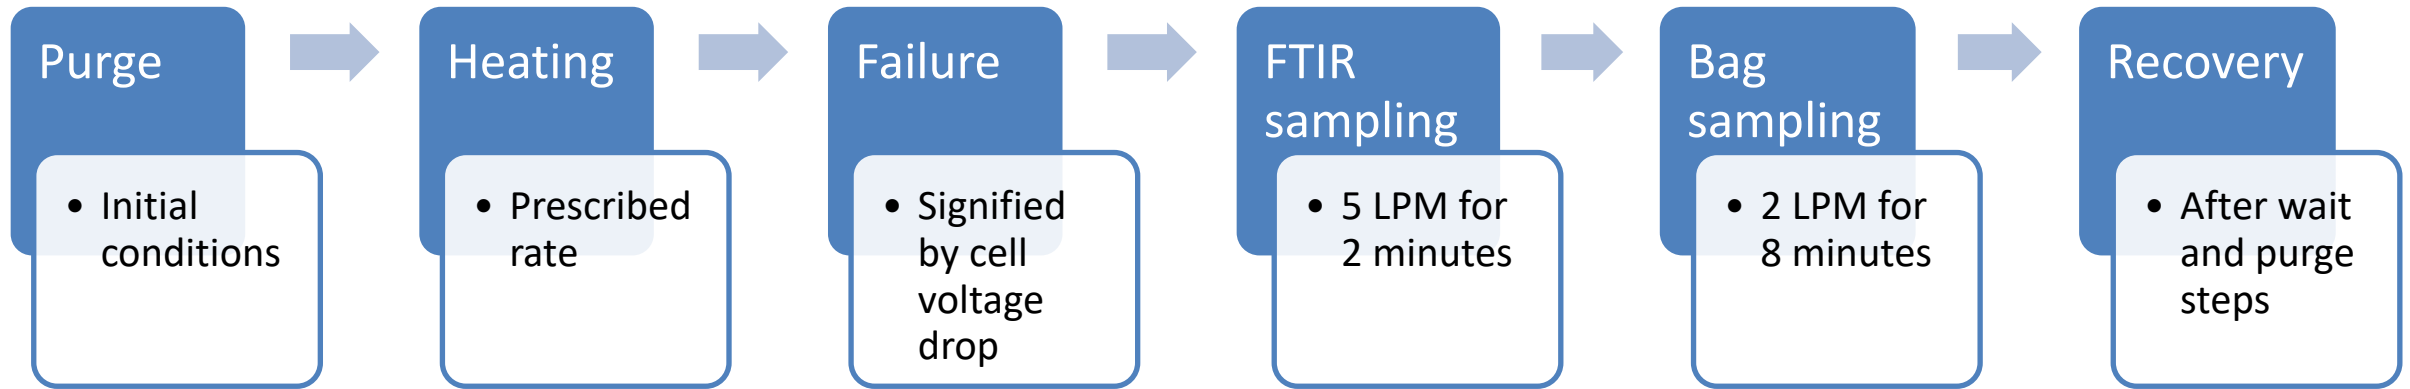 Purge
• Initial
conditions
Heating
• Prescribed
rate
Failure
• Signified
by cell
voltage
drop
FTIR
sampling
• 5 LPM for
2 minutes
Bag
sampling
• 2 LPM for
8 minutes
Recovery
• After wait
and purge
steps